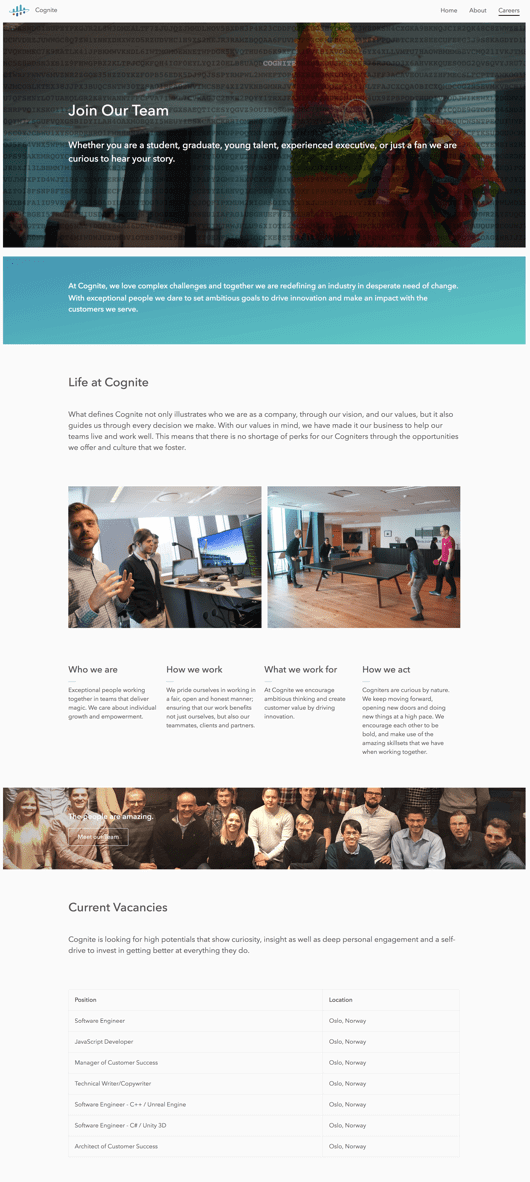 Cognite
Home About Careers
COGNITE
Join Our Team
Whether you are a student, graduate, young talent, experienced executive, or just a fan we are
curious to hear your story.
At Cognite, we love complex challenges and together we are redefining an industry in desperate need of change.
With exceptional people we dare to set ambitious goals to drive innovation and make an impact with the
customers we serve.
Life at Cognite
What defines Cognite not only illustrates who we are as a company, through our vision, and our values, but it also
guides us through every decision we make. With our values in mind, we have made it our business to help our
teams live and work well. This means that there is no shortage of perks for our Cogniters through the opportunities
we offer and culture that we foster.
Who we are
Exceptional people working
together in teams that deliver
magic. We care about individual
growth and empowerment.
How we work
We pride ourselves in working in
a fair, open and honest manner;
ensuring that our work benefits
not just ourselves, but also our
teammates, clients and partners.
What we work for
At Cognite we encourage
ambitious thinking and create
customer value by driving
innovation.
How we act
Cogniters are curious by nature.
We keep moving forward,
opening new doors and doing
new things at a high pace. We
encourage each other to be
bold, and make use of the
amazing skillsets that we have
when working together.
The people are amazing.
Meet our Team
Current Vacancies
Cognite is looking for high potentials that show curiosity, insight as well as deep personal engagement and a self-
drive to invest in getting better at everything they do.
Position Location
Software Engineer Oslo, Norway
JavaScript Developer Oslo, Norway
Manager of Customer Success Oslo, Norway
Technical Writer/Copywriter Oslo, Norway
Software Engineer - C++ / Unreal Engine Oslo, Norway
Software Engineer - C# / Unity 3D Oslo, Norway
Architect of Customer Success Oslo, Norway